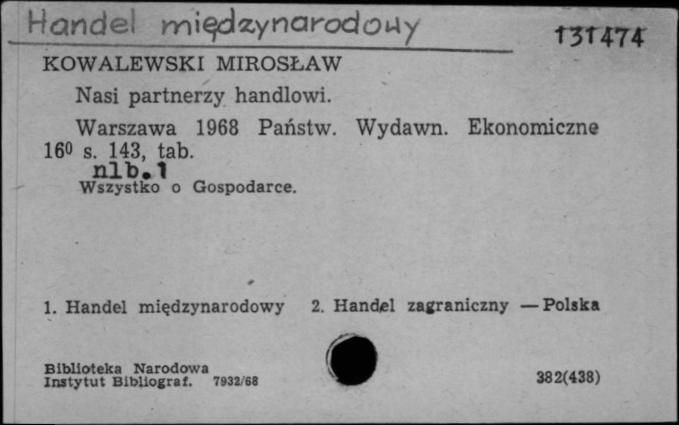 Handel międzynarodowy 131474
KOWALEWSKI MIROSŁAW
Nasi partnerzy handlowi.
Warszawa 1968 Państw. Wydawn. Ekonomiczne
16⁰ s. 143, tab.
nlb. 1
Wszystko o Gospodarce.
1. Handel międzynarodowy 2. Handel zagraniczny — Polska
Biblioteka Narodowa
Instytut Bibliograf. 7932/68 382(438)